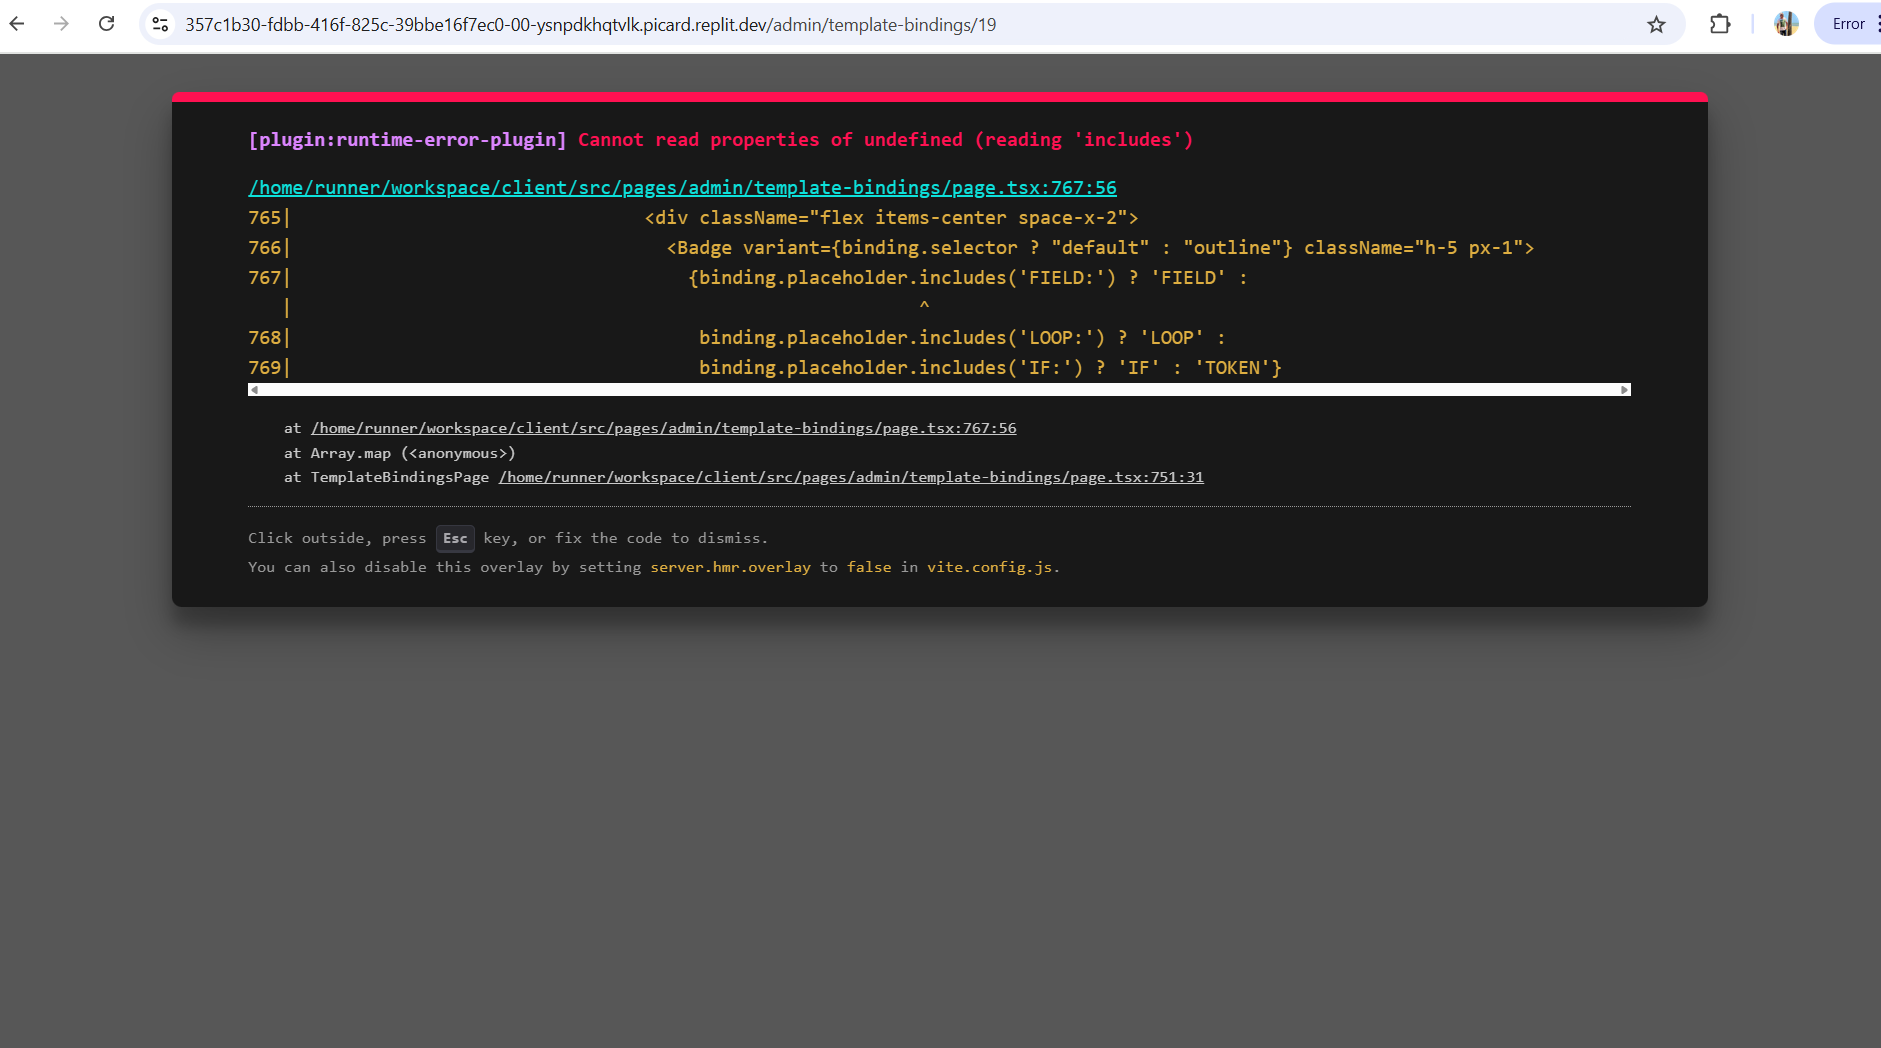 357c1b30-fdbb-416f-825c-39bbe16f7ec0-00-ysnpdkhqtvlk.picard.replit.dev/admin/template-bindings/19
Error
[plugin:runtime-error-plugin] Cannot read properties of undefined (reading 'includes')
/home/runner/workspace/client/src/pages/admin/template-bindings/page.tsx:767:56
765| <div className="flex items-center space-x-2">
766| <Badge variant={binding.selector ? "default" : "outline"} className="h-5 px-1">
767| {binding.placeholder.includes('FIELD:') ? 'FIELD' :
| ^
768| binding.placeholder.includes('LOOP:') ? 'LOOP' :
769| binding.placeholder.includes('IF:') ? 'IF' : 'TOKEN'}
at /home/runner/workspace/client/src/pages/admin/template-bindings/page.tsx:767:56
at Array.map (<anonymous>)
at TemplateBindingsPage /home/runner/workspace/client/src/pages/admin/template-bindings/page.tsx:751:31
Click outside, press Esc key, or fix the code to dismiss.
You can also disable this overlay by setting server.hmr.overlay to false in vite.config.js.